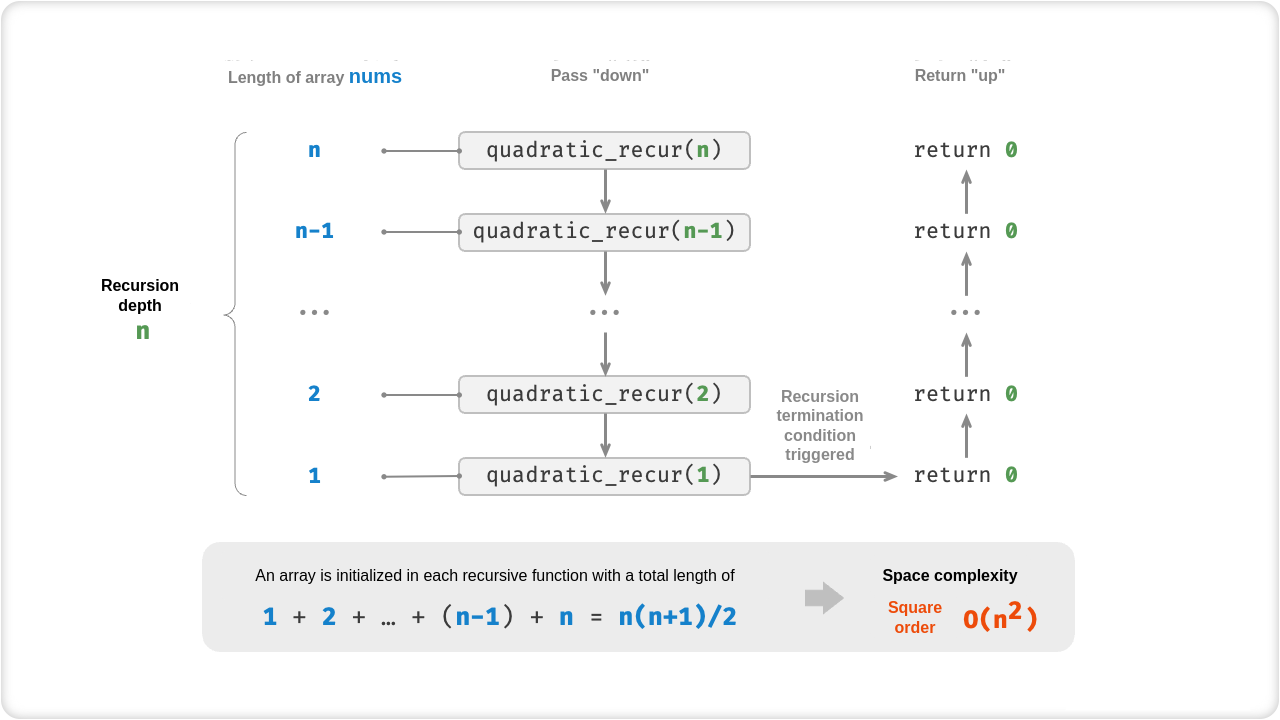 Length of array nums Pass "down" Return "up"
n quadratic_recur(n) return 0
n-1 quadratic_recur(n-1) return 0
Recursion
depth
n
... ... ...
2 quadratic_recur(2) return 0
Recursion
termination
condition
triggered
1 quadratic_recur(1) return 0
An array is initialized in each recursive function with a total length of
1 + 2 + … + (n-1) + n = n(n+1)/2
Space complexity
Square
order
O(n²)